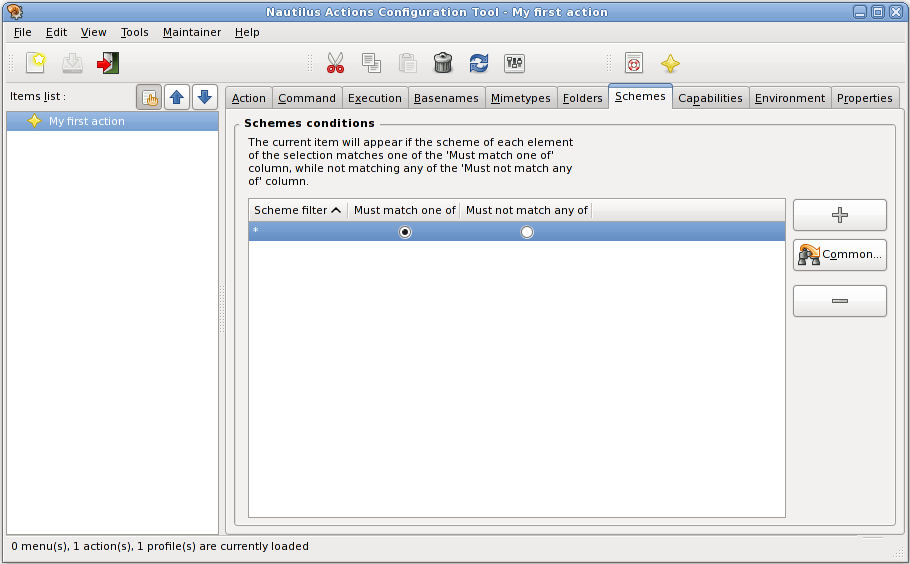 Nautilus Actions Configuration Tool - My first action
File Edit View Tools Maintainer Help
Items list :
Action Command Execution Basenames Mimetypes Folders Schemes Capabilities Environment Properties
My first action
Schemes conditions
The current item will appear if the scheme of each element
of the selection matches one of the 'Must match one of'
column, while not matching any of the 'Must not match any
of' column.
Scheme filter Must match one of Must not match any of
*
Common...
0 menu(s), 1 action(s), 1 profile(s) are currently loaded